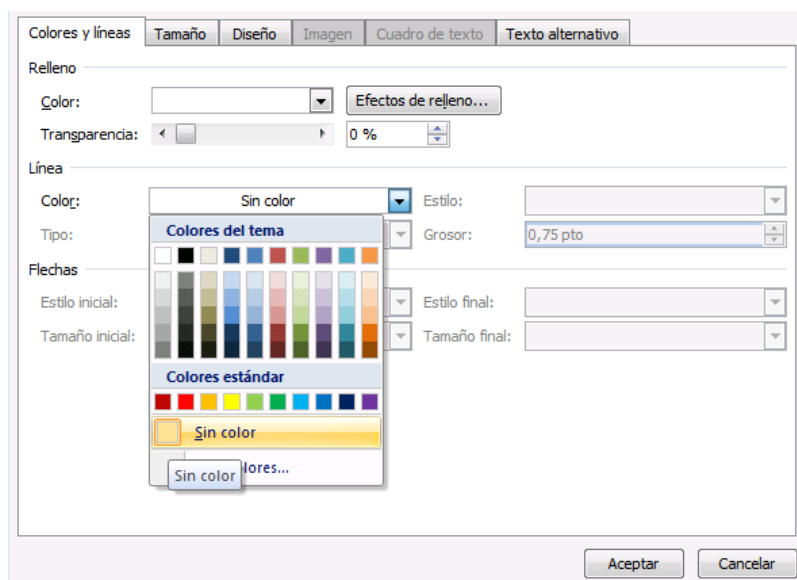 Colores y líneas Tamaño Diseño Imagen Cuadro de texto Texto alternativo
Relleno
Color: Efectos de relleno...
Transparencia: 0 %
Línea
Color: Sin color Estilo:
Tipo: Grosor: 0,75 pto
Colores del tema
Flechas
Estilo inicial: Estilo final:
Tamaño inicial: Tamaño final:
Colores estándar
Sin color
lores...
Sin color
Aceptar Cancelar